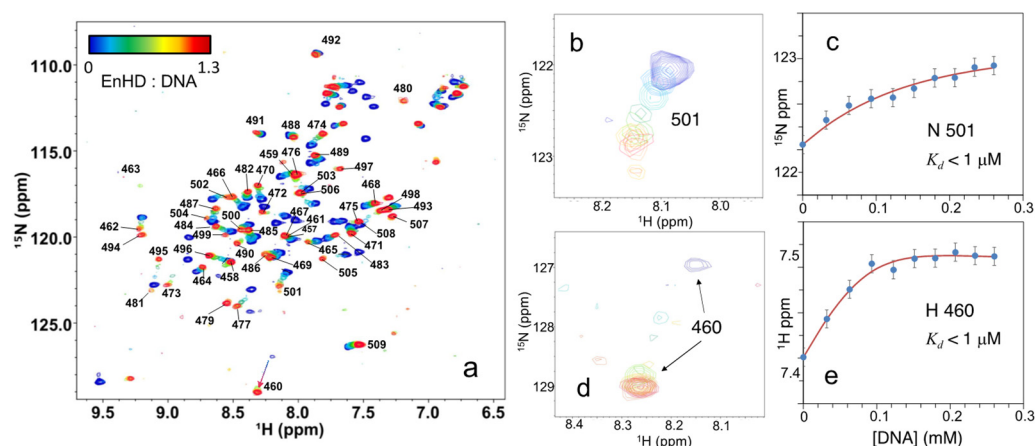 0 1.3
EnHD : DNA
a
492
480
491
488
474
459
476
489
497
463
466
482
470
502
472
503
506
468
498
487
493
504
500
467
461
475
507
484
485
457
508
462
499
494
465
471
496
490
495
486
469
505
483
464
458
501
481
473
479
477
509
460
110.0
115.0
120.0
125.0
¹⁵N (ppm)
9.5 9.0 8.5 8.0 7.5 7.0 6.5
¹H (ppm)
b
501
122
123
¹⁵N (ppm)
8.2 8.1 8.0
¹H (ppm)
c
N 501
Kd < 1 μM
123
122
¹⁵N ppm
0 0.1 0.2 0.3
d
460
127
128
129
¹⁵N (ppm)
8.4 8.3 8.2 8.1
¹H (ppm)
e
H 460
Kd < 1 μM
7.5
7.4
¹H ppm
0 0.1 0.2 0.3
[DNA] (mM)